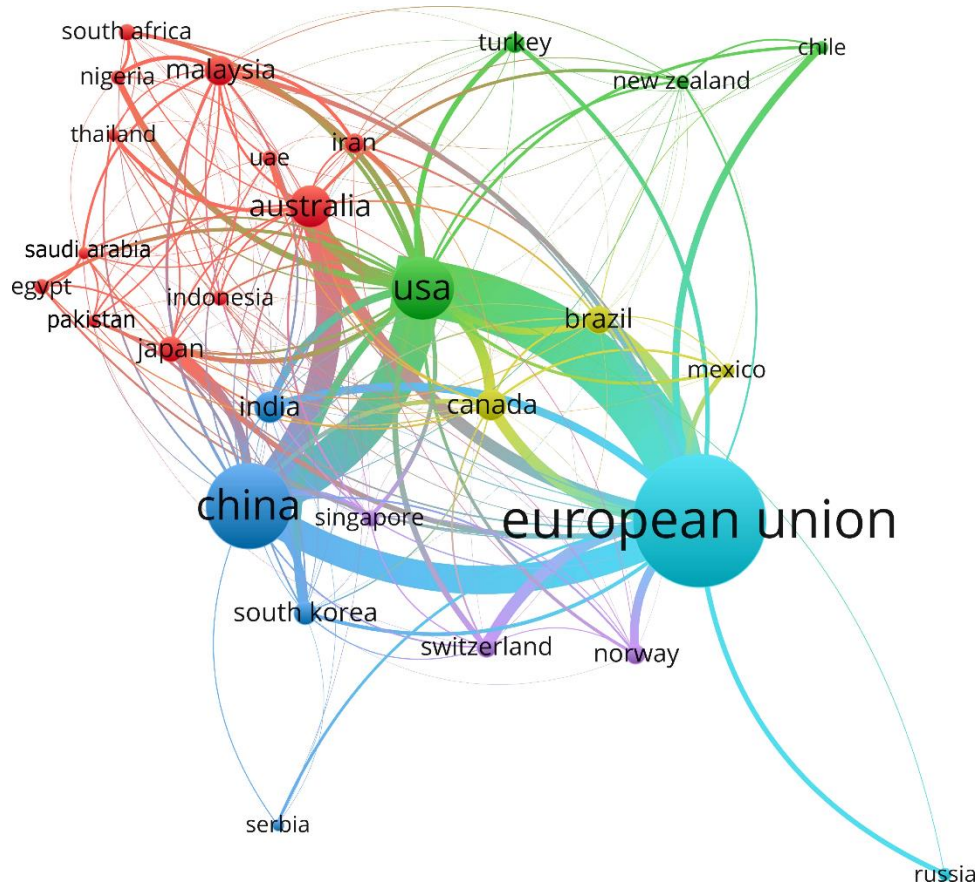 south africa
turkey
chile
nigeria
malaysia
new zealand
thailand
uae
iran
australia
saudi arabia
egypt
indonesia
usa
pakistan
brazil
japan
mexico
india
canada
china
singapore
european union
south korea
switzerland
norway
serbia
russia